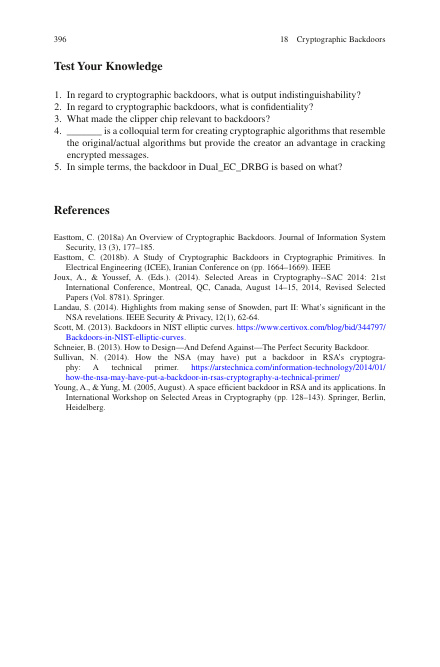 396
18 Cryptographic Backdoors
Test Your Knowledge
1. In regard to cryptographic backdoors, what is output indistinguishability?
2. In regard to cryptographic backdoors, what is confidentiality?
3. What made the clipper chip relevant to backdoors?
4. _______ is a colloquial term for creating cryptographic algorithms that resemble
the original/actual algorithms but provide the creator an advantage in cracking
encrypted messages.
5. In simple terms, the backdoor in Dual_EC_DRBG is based on what?
References
Easttom, C. (2018a) An Overview of Cryptographic Backdoors. Journal of Information System
Security, 13 (3), 177–185.
Easttom, C. (2018b). A Study of Cryptographic Backdoors in Cryptographic Primitives. In
Electrical Engineering (ICEE), Iranian Conference on (pp. 1664–1669). IEEE
Joux, A., & Youssef, A. (Eds.). (2014). Selected Areas in Cryptography--SAC 2014: 21st
International Conference, Montreal, QC, Canada, August 14–15, 2014, Revised Selected
Papers (Vol. 8781). Springer.
Landau, S. (2014). Highlights from making sense of Snowden, part II: What's significant in the
NSA revelations. IEEE Security & Privacy, 12(1), 62-64.
Scott, M. (2013). Backdoors in NIST elliptic curves. https://www.certivox.com/blog/bid/344797/
Backdoors-in-NIST-elliptic-curves.
Schneier, B. (2013). How to Design—And Defend Against—The Perfect Security Backdoor.
Sullivan, N. (2014). How the NSA (may have) put a backdoor in RSA's cryptogra-
phy: A technical primer. https://arstechnica.com/information-technology/2014/01/
how-the-nsa-may-have-put-a-backdoor-in-rsas-cryptography-a-technical-primer/
Young, A., & Yung, M. (2005, August). A space efficient backdoor in RSA and its applications. In
International Workshop on Selected Areas in Cryptography (pp. 128–143). Springer, Berlin,
Heidelberg.